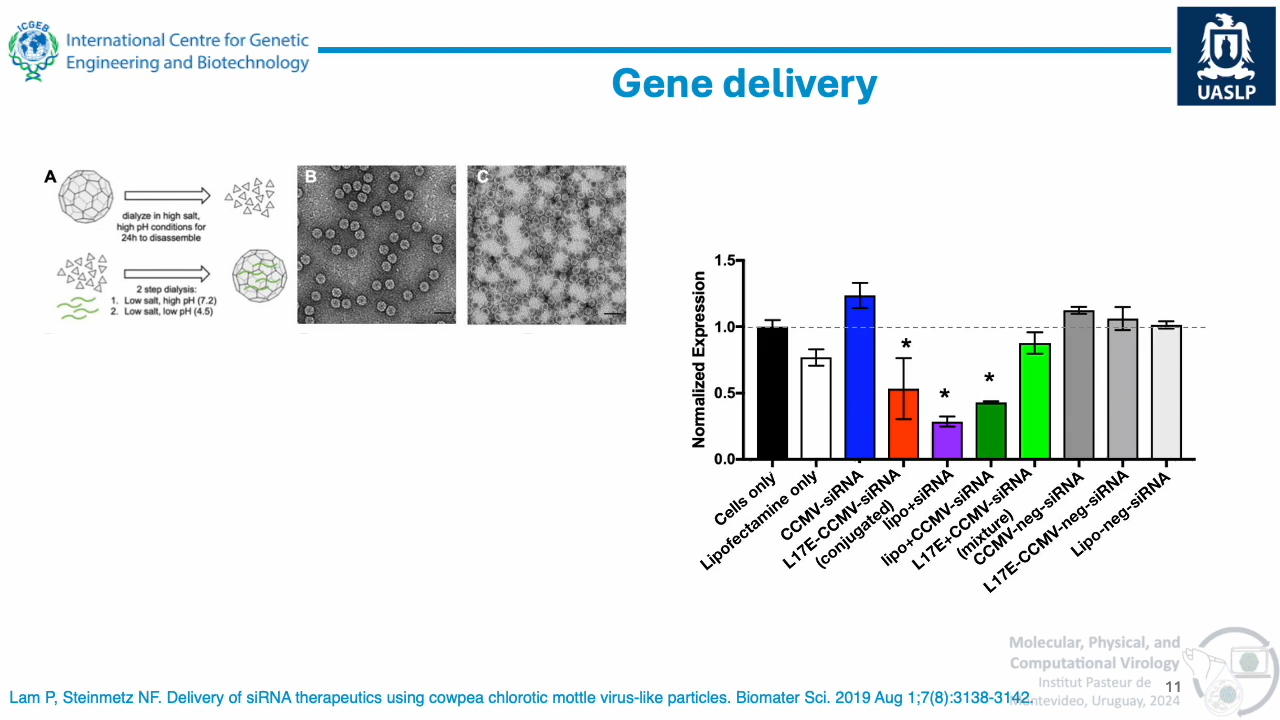 ICGEB
International Centre for Genetic
Engineering and Biotechnology
UASLP
Gene delivery
A
dialyze in high salt,
high pH conditions for
24h to disassemble
2 step dialysis:
1. Low salt, high pH (7.2)
2. Low salt, low pH (4.5)
B
C
Normalized Expression
1.5
1.0
0.5
0.0
*
*
*
Cells only
Lipofectamine only
CCMV-siRNA
L17E-CCMV-siRNA
(conjugated)
lipo+siRNA
lipo+CCMV-siRNA
L17E+CCMV-siRNA
(mixture)
CCMV-neg-siRNA
L17E-CCMV-neg-siRNA
Lipo-neg-siRNA
Molecular, Physical, and
Computational Virology
Institut Pasteur de
Montevideo, Uruguay, 2024
11
Lam P, Steinmetz NF. Delivery of siRNA therapeutics using cowpea chlorotic mottle virus-like particles. Biomater Sci. 2019 Aug 1;7(8):3138-3142.